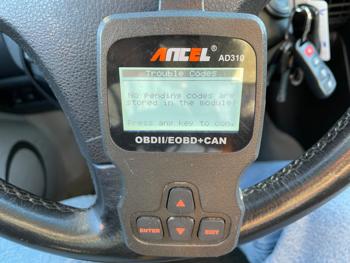 ANCEL®
AD310
Trouble Codes
No pending codes are
stored in the module!
Press any key to con.
OBDII/EOBD+CAN
ENTER
EXIT